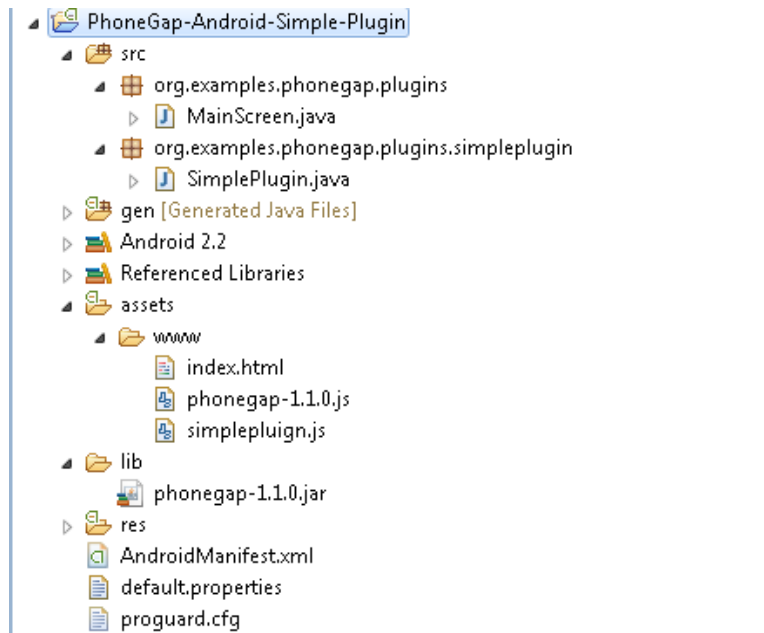 PhoneGap-Android-Simple-Plugin
src
org.examples.phonegap.plugins
MainScreen.java
org.examples.phonegap.plugins.simpleplugin
SimplePlugin.java
gen [Generated Java Files]
Android 2.2
Referenced Libraries
assets
www
index.html
phonegap-1.1.0.js
simplepluign.js
lib
phonegap-1.1.0.jar
res
AndroidManifest.xml
default.properties
proguard.cfg